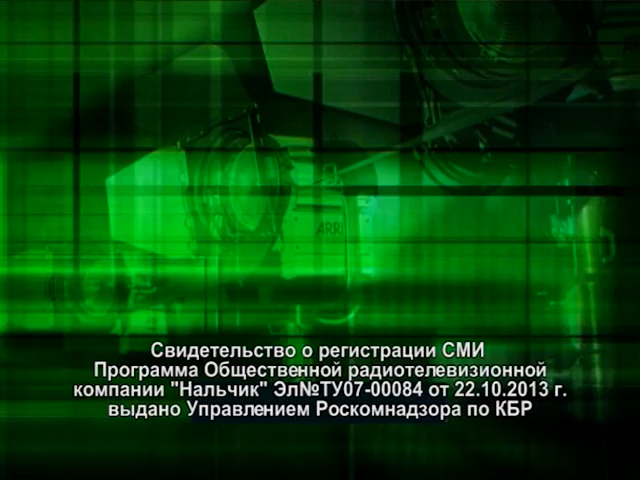 ARRI
Свидетельство о регистрации СМИ
Программа Общественной радиотелевизионной
компании "Нальчик" Эл№ТУ07-00084 от 22.10.2013 г.
выдано Управлением Роскомнадзора по КБР